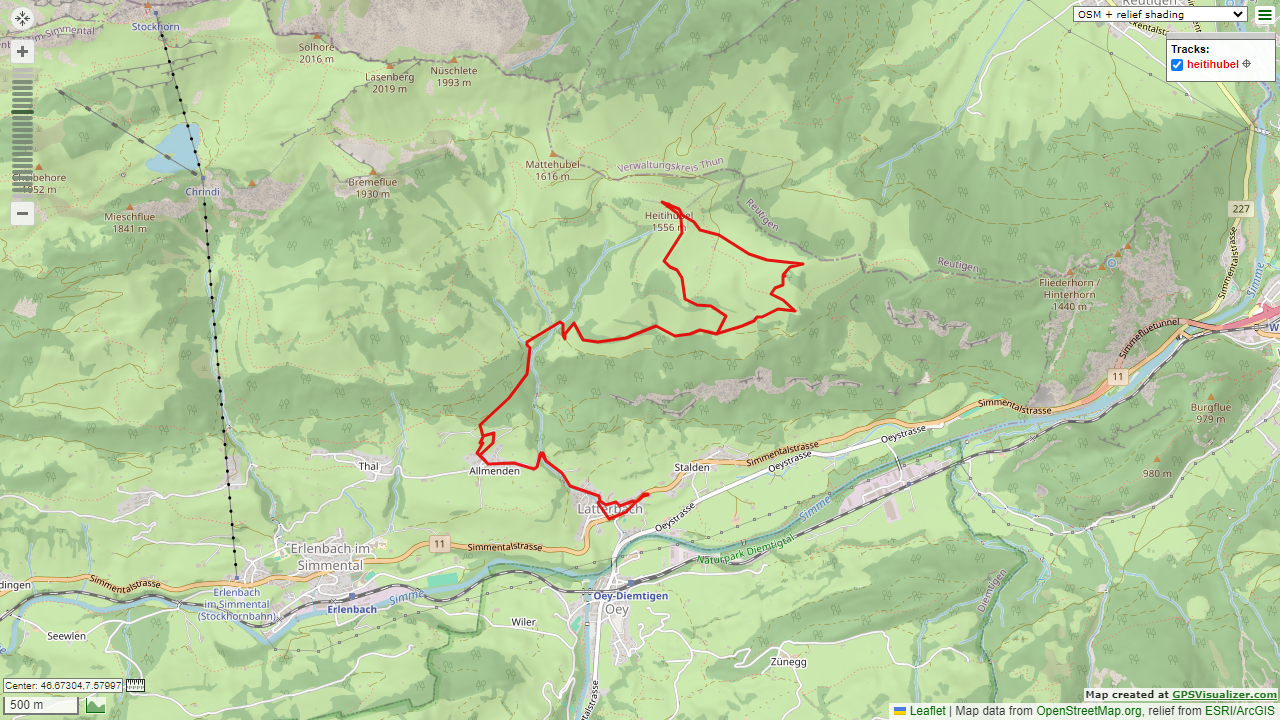 Stockhorn
OSM + relief shading
Reutigen
Solhore
2016 m
Nüschlete
1993 m
Lasenberg
2019 m
Tracks:
heitihubel
Mattehubel
1616 m
Verwaltungskreis Thun
Chrindi
Bremeflue
1930 m
Mieschflue
1841 m
Heitihubel
1556 m
Reutigen
227
Simmentalstrasse
Simme
Reutigen
Fliederhorn /
Hinterhorn
1440 m
Simmefluetunnel
11
Simmentalstrasse
Burgflue
979 m
Oeystrasse
Simmentalstrasse
Oeystrasse
Thal
Allmenden
Stalden
980 m
Latterbach
Oeystrasse
Simme
Erlenbach im
Simmental
11
Simmentalstrasse
Naturpark Diemtigtal
Simmentalstrasse
Erlenbach
im Simmental
(Stockhornbahn)
Erlenbach
Simme
Oey-Diemtigen
Oey
Diemtigen
Seewlen
Wiler
Zünegg
Center: 46.67304,7.57997
500 m
Map created at GPSVisualizer.com
Leaflet | Map data from OpenStreetMap.org, relief from ESRI/ArcGIS